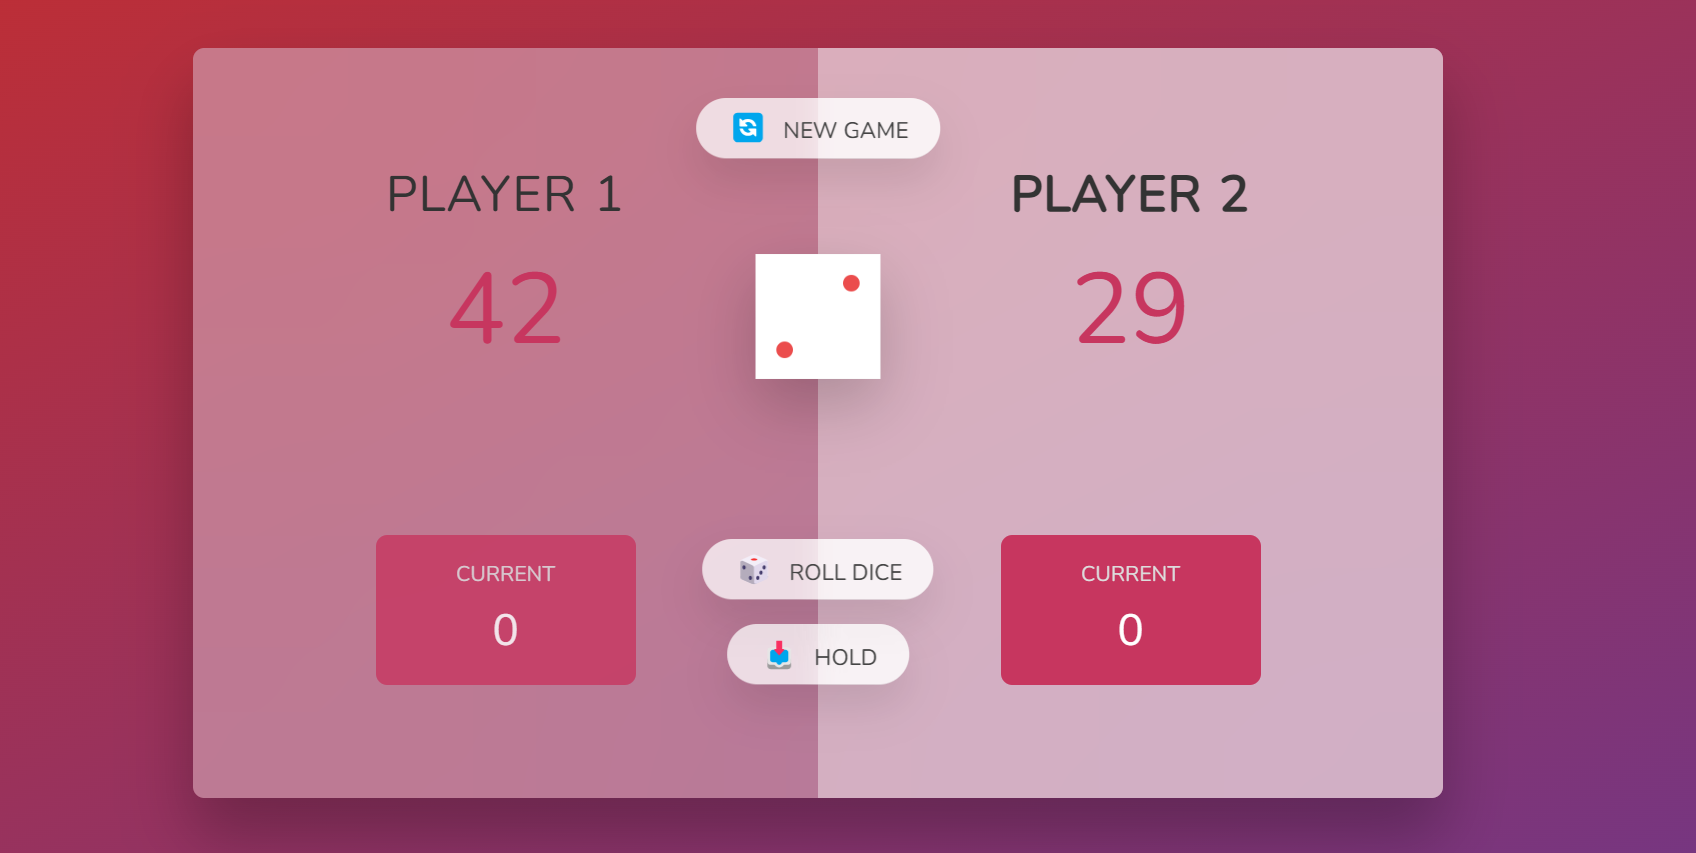 NEW GAME
PLAYER 1
42
PLAYER 2
29
CURRENT
0
ROLL DICE
HOLD
CURRENT
0